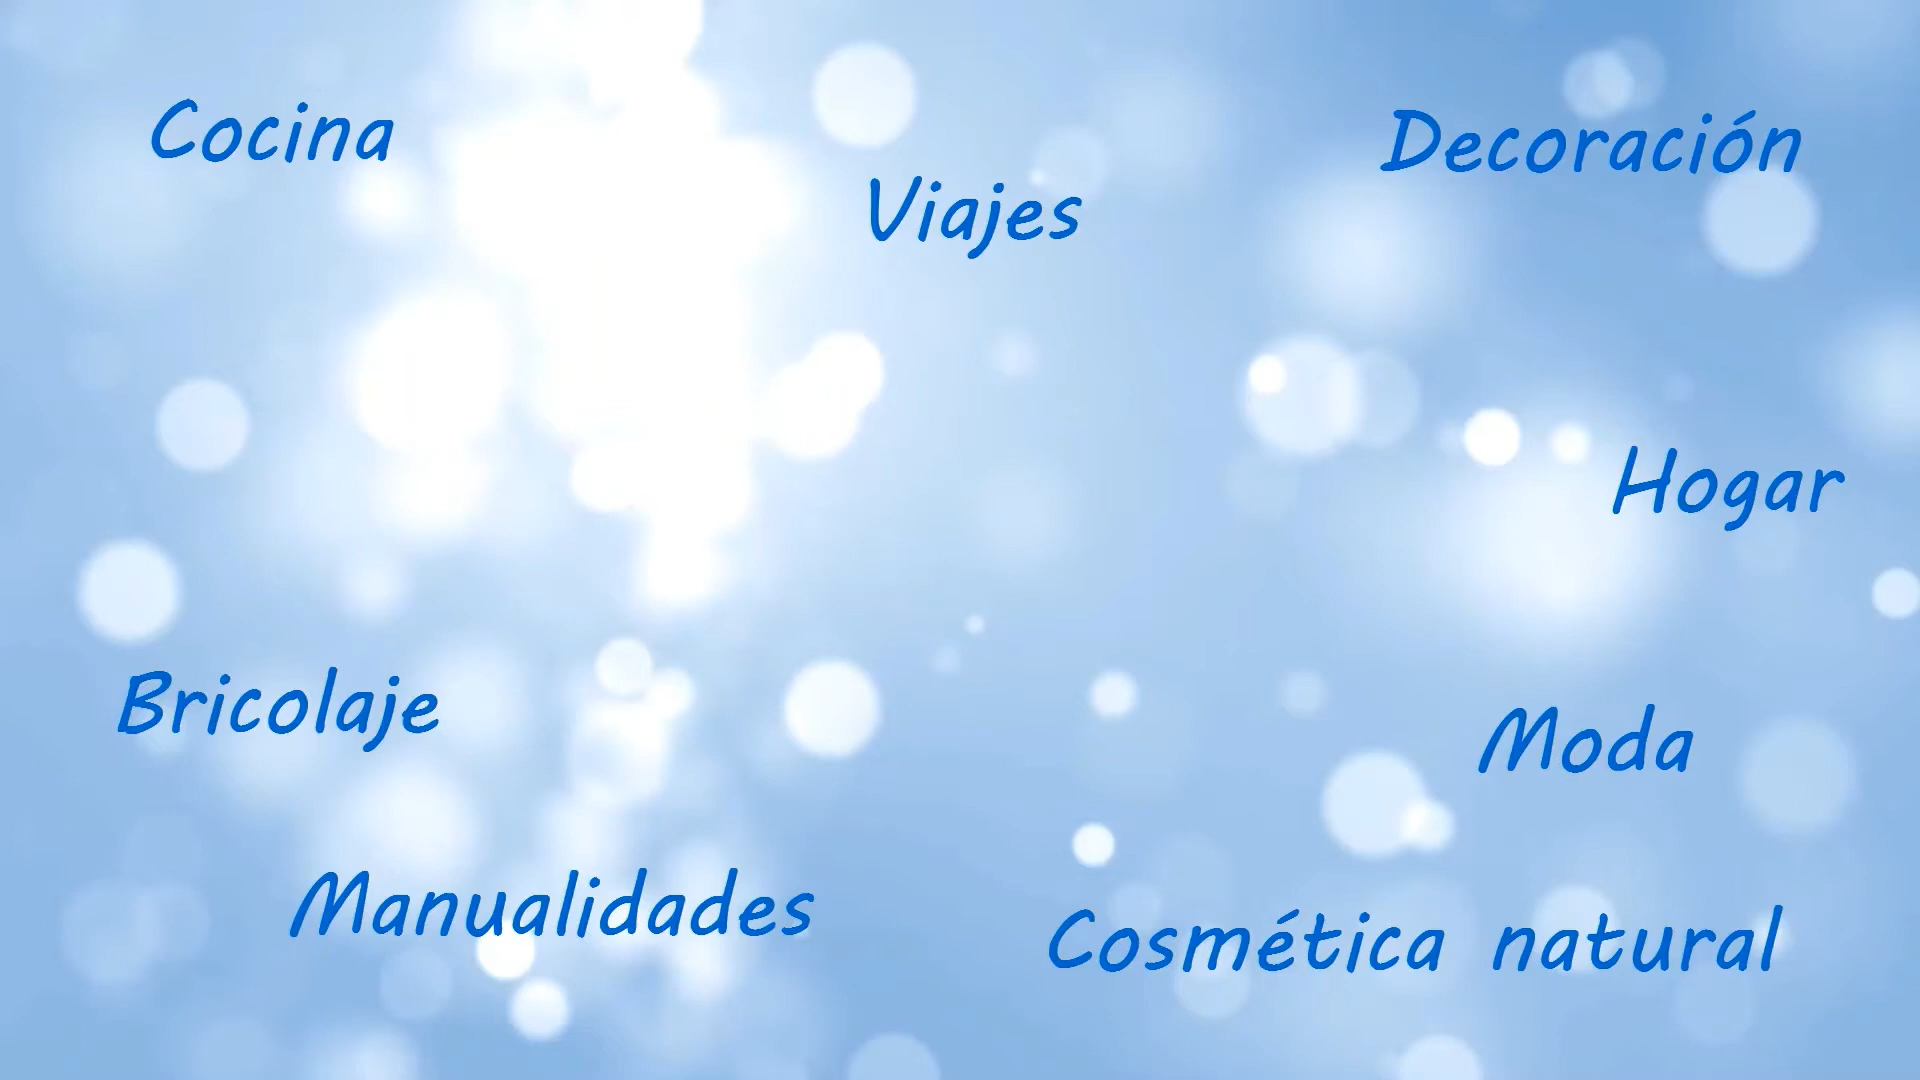 Cocina
Decoración
Viajes
Hogar
Bricolaje
Moda
Manualidades
Cosmética natural